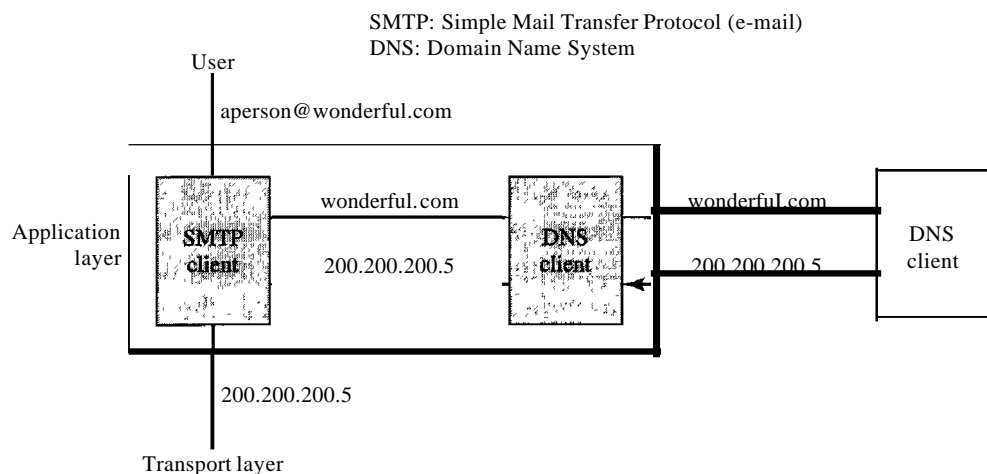 SMTP: Simple Mail Transfer Protocol (e-mail)
DNS: Domain Name System
User
aperson@wonderful.com
wonderful.com
wonderfuI.com
Application
layer
SMTP
client
DNS
client
DNS
client
200.200.200.5
200.200.200.5
200.200.200.5
Transport layer